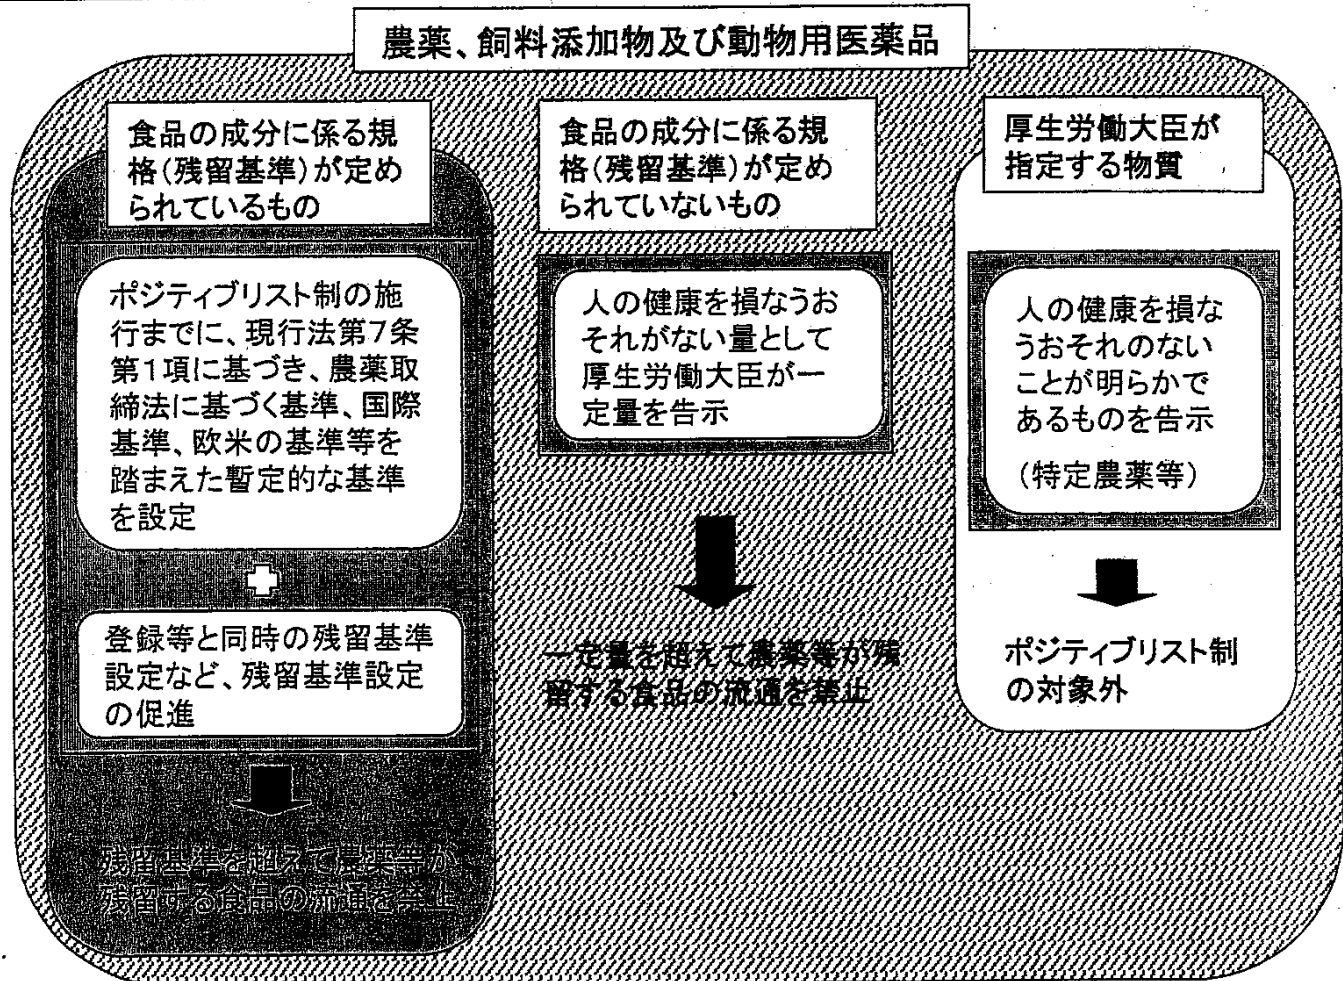 農薬、飼料添加物及び動物用医薬品
食品の成分に係る規
格(残留基準)が定め
られているもの
ポジティブリスト制の施
行までに、現行法第7条
第1項に基づき、農薬取
締法に基づく基準、国際
基準、欧米の基準等を
踏まえた暫定的な基準
を設定
登録等と同時の残留基準
設定など、残留基準設定
の促進
残留基準を超えて農薬等が
残留する食品の流通を禁止
食品の成分に係る規
格(残留基準)が定め
られていないもの
人の健康を損なうお
それがない量として
厚生労働大臣が一
定量を告示
一定量を超えて農薬等が残
留する食品の流通を禁止
厚生労働大臣が
指定する物質
人の健康を損な
うおそれのない
ことが明らかで
あるものを告示
(特定農薬等)
ポジティブリスト制
の対象外